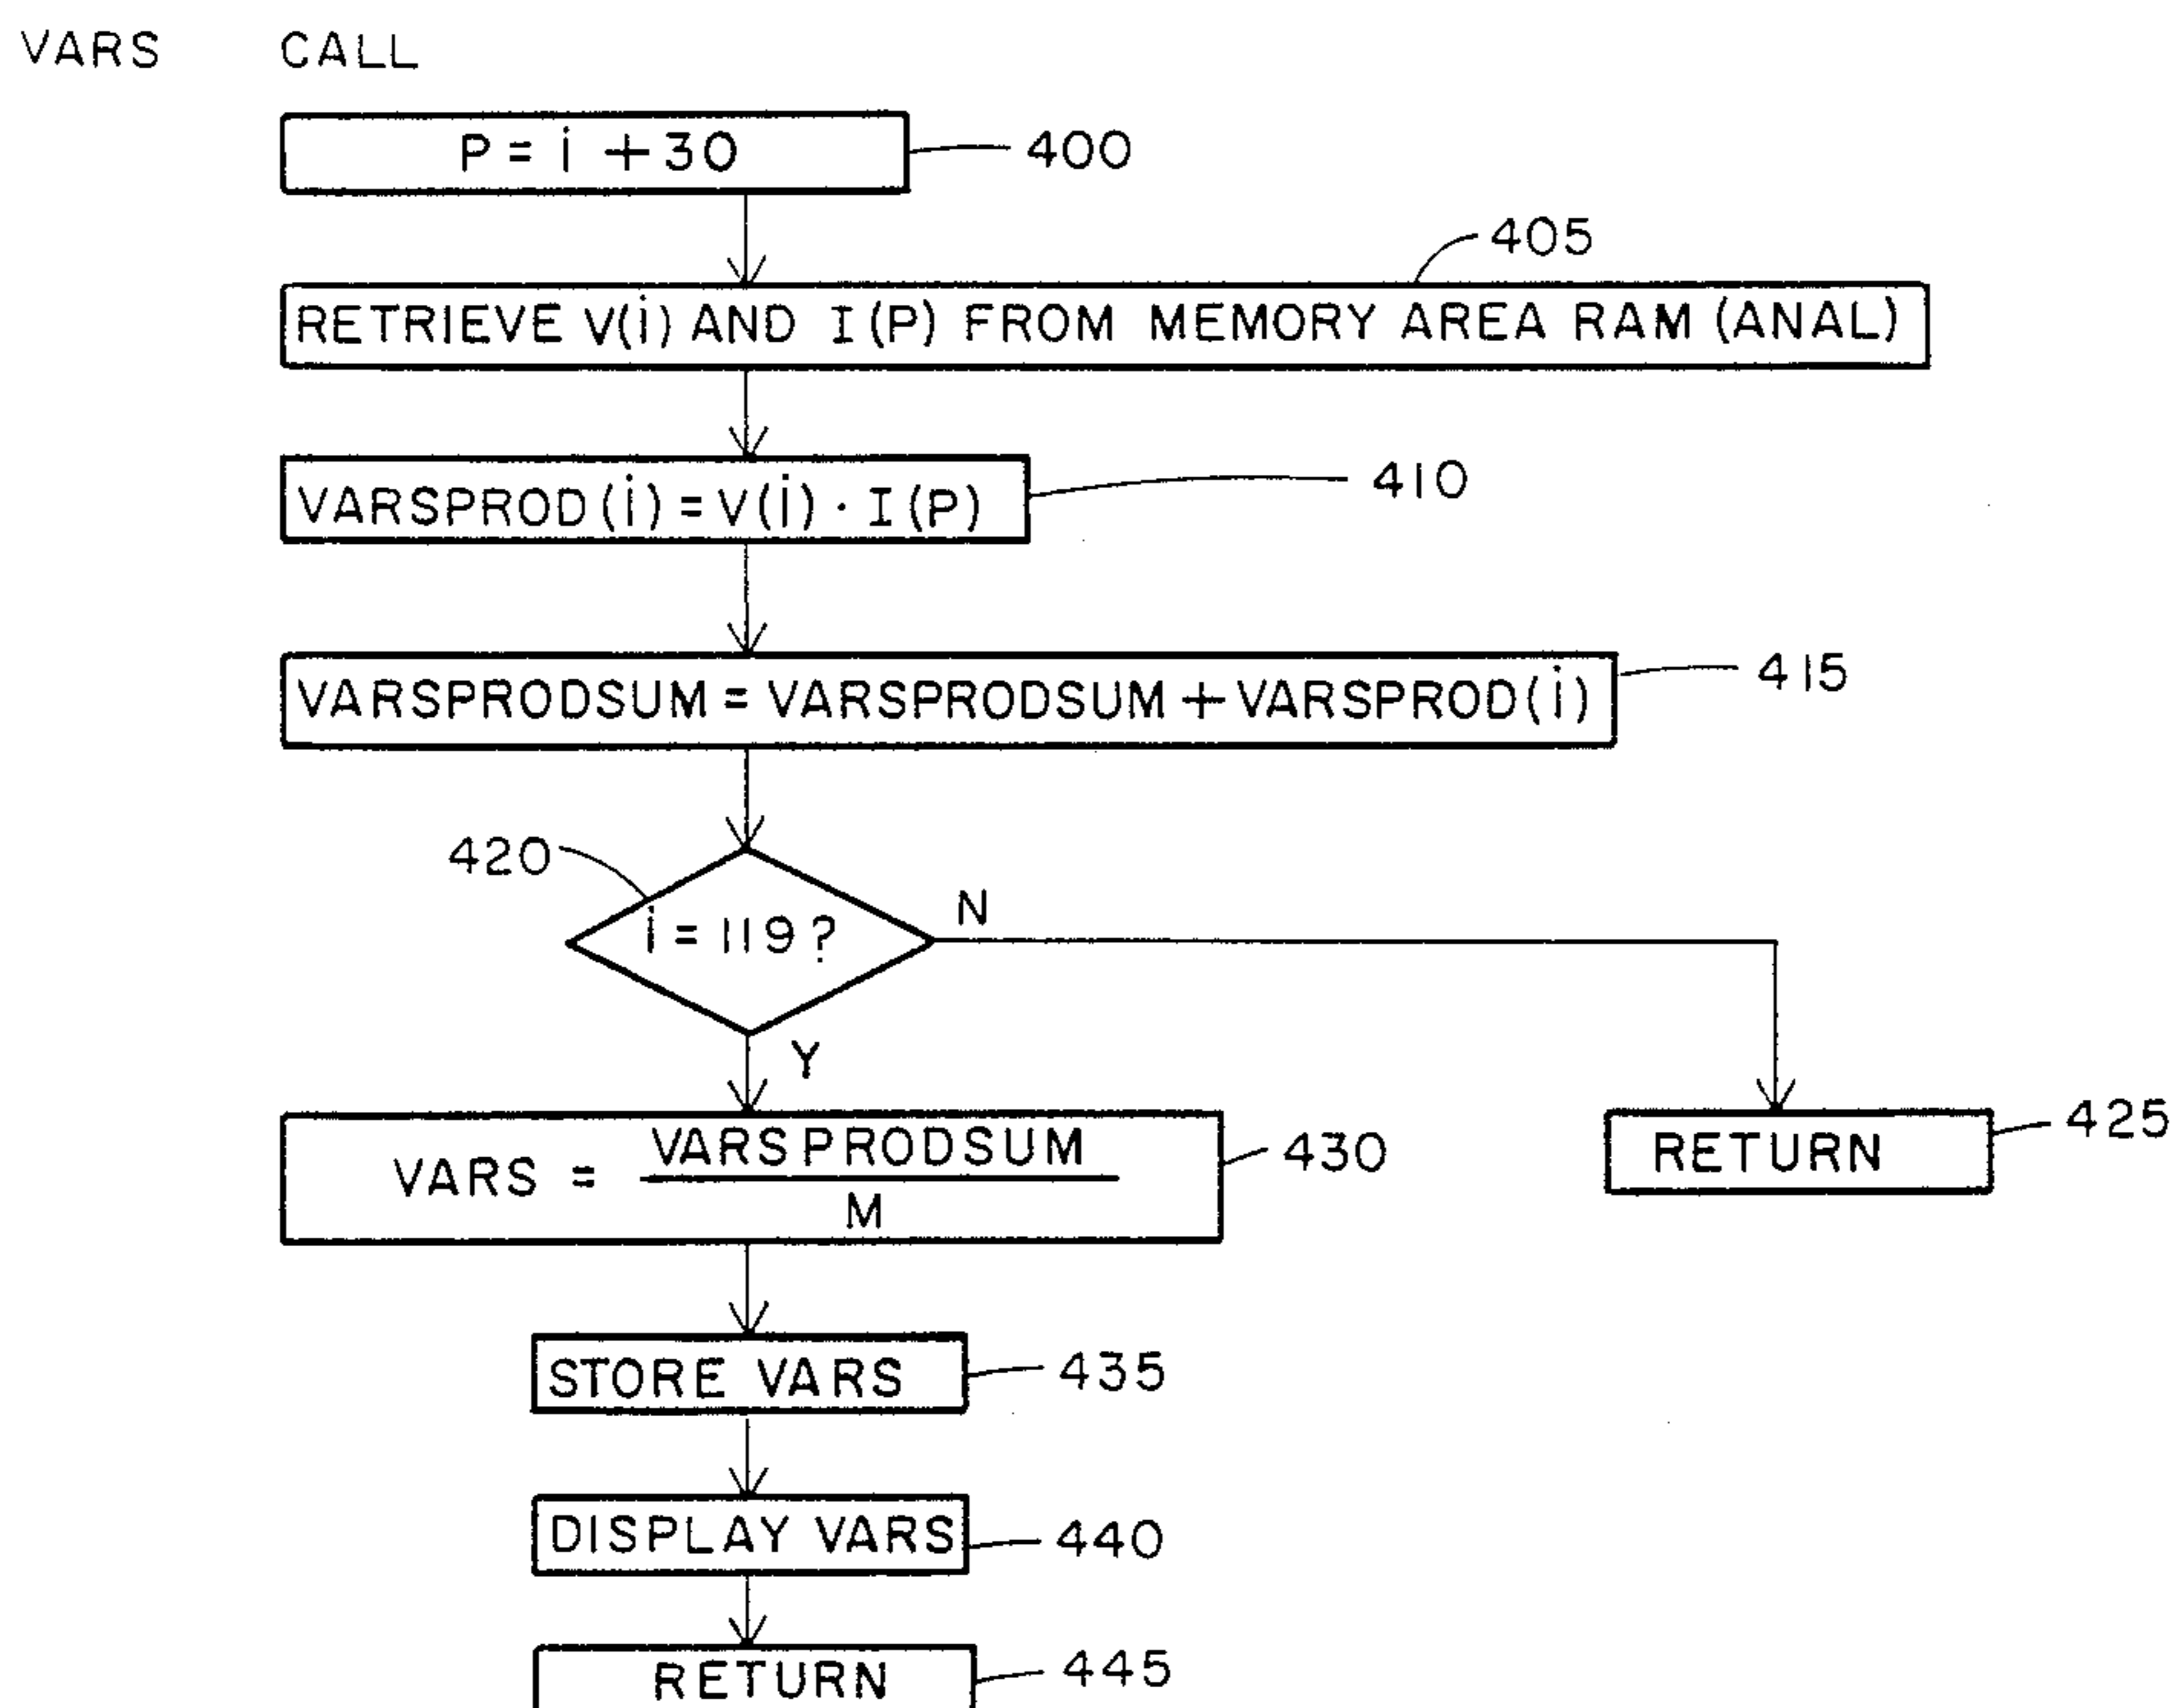 VARS CALL
P = i + 30
400
405
RETRIEVE V(i) AND I(P) FROM MEMORY AREA RAM (ANAL)
VARSPROD(i) = V(i) · I(P)
410
VARSPRODSUM = VARSPRODSUM + VARSPROD(i)
415
420
i = 119?
N
Y
VARS = VARSPRODSUM
M
430
RETURN
425
STORE VARS
435
DISPLAY VARS
440
RETURN
445